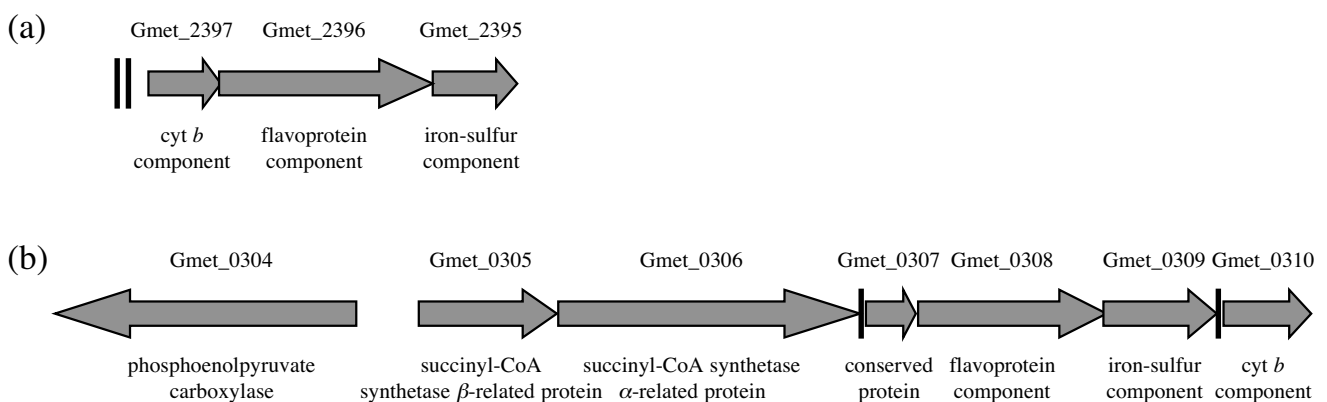 (a)
Gmet_2397 Gmet_2396 Gmet_2395
cyt b flavoprotein iron-sulfur
component component component
(b)
Gmet_0304 Gmet_0305 Gmet_0306 Gmet_0307 Gmet_0308 Gmet_0309 Gmet_0310
phosphoenolpyruvate succinyl-CoA succinyl-CoA synthetase conserved flavoprotein iron-sulfur cyt b
carboxylase synthetase β-related protein α-related protein protein component component component